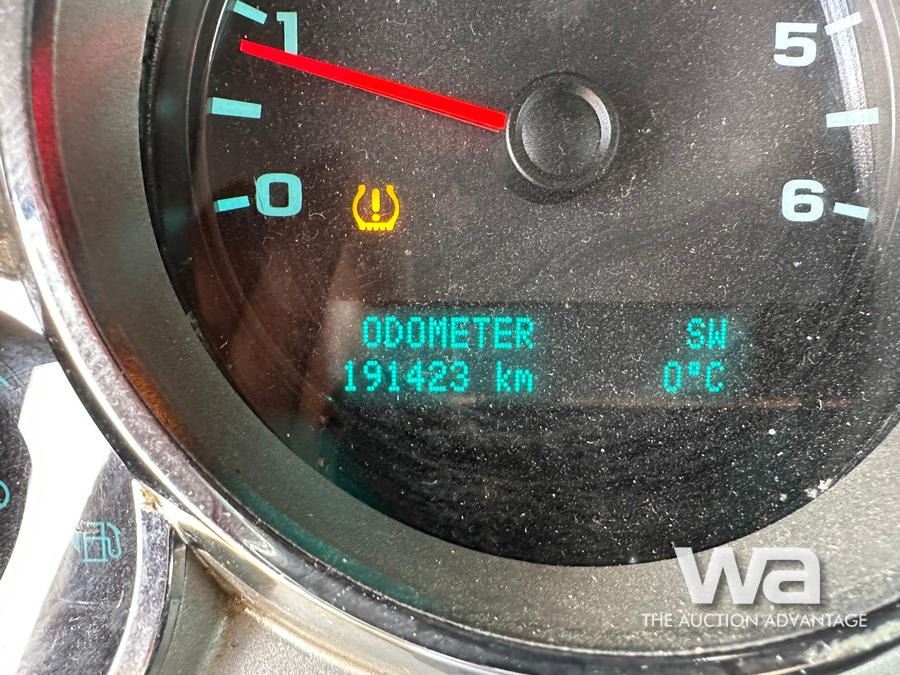 1
5
0
6
ODOMETER SW
191423 km 0°C
wa
THE AUCTION ADVANTAGE